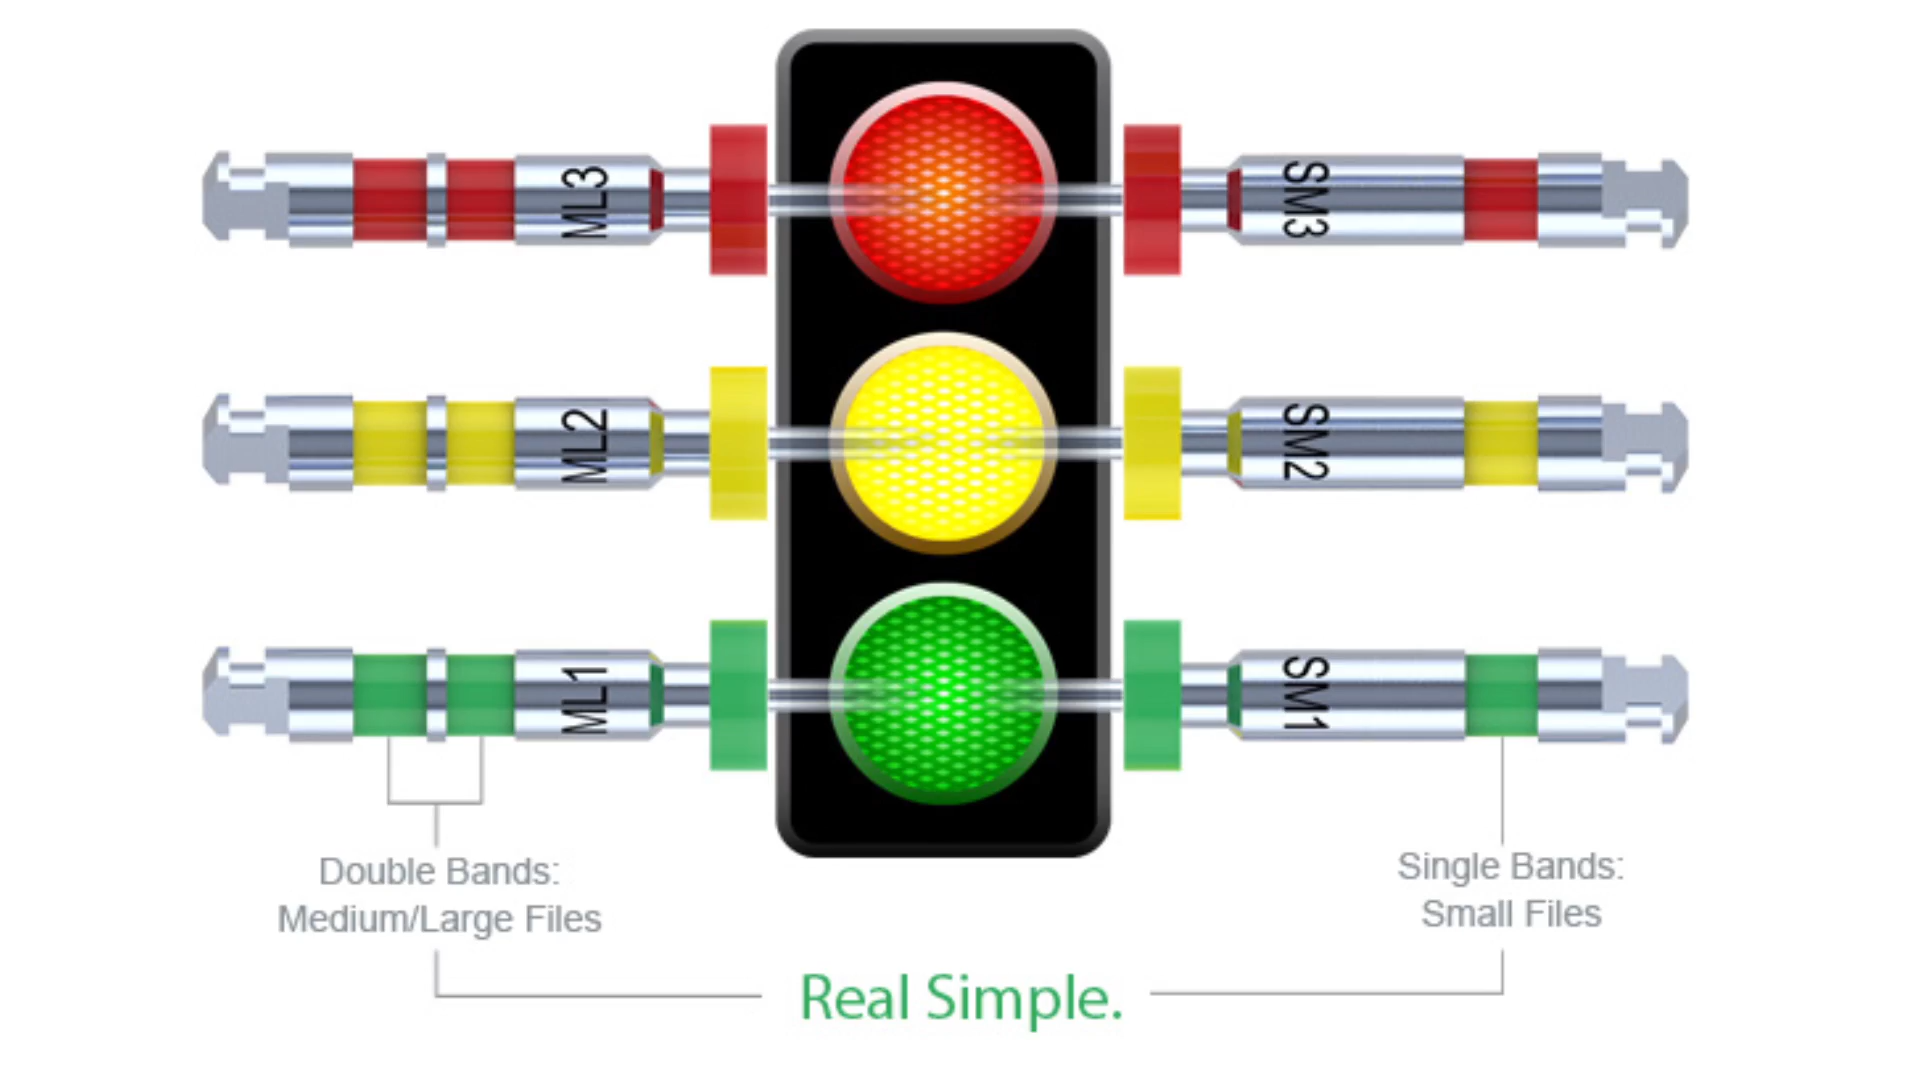 ML3
SM3
ML2
SM2
ML1
SM1
Double Bands:
Medium/Large Files
Single Bands:
Small Files
Real Simple.